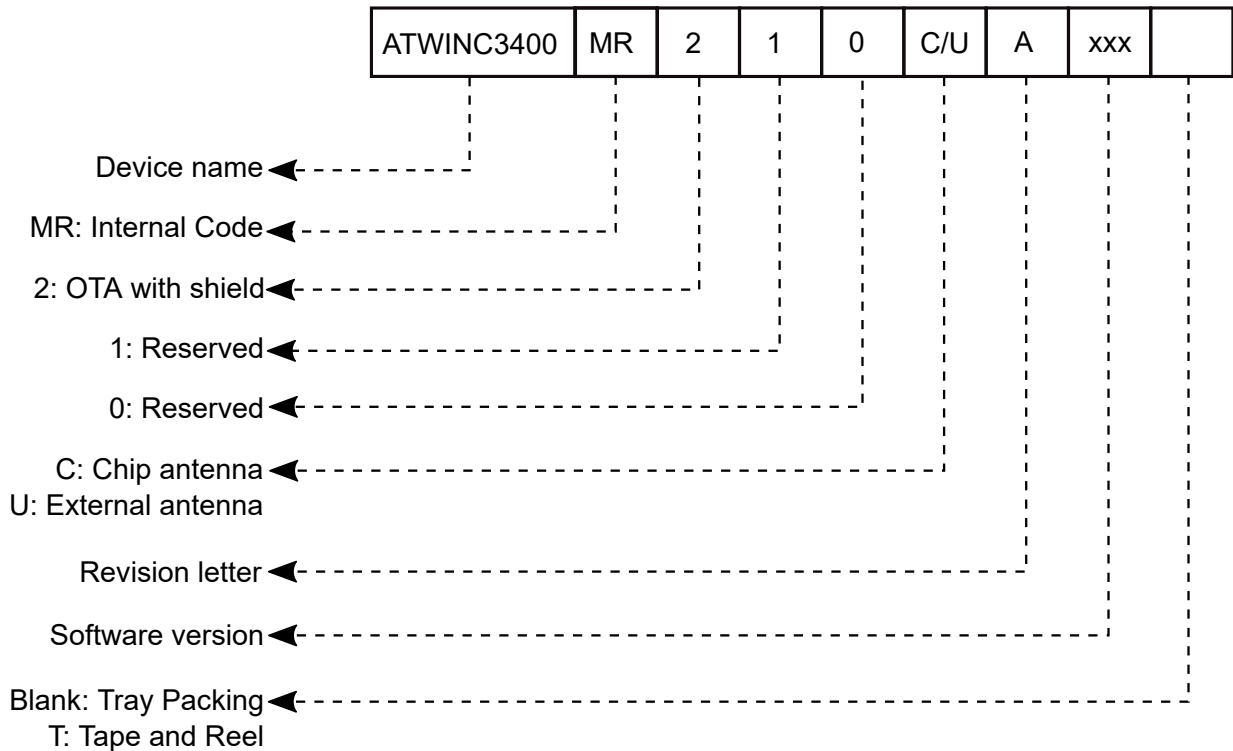 ATWINC3400 MR 2 1 0 C/U A xxx
Device name
MR: Internal Code
2: OTA with shield
1: Reserved
0: Reserved
C: Chip antenna
U: External antenna
Revision letter
Software version
Blank: Tray Packing
T: Tape and Reel